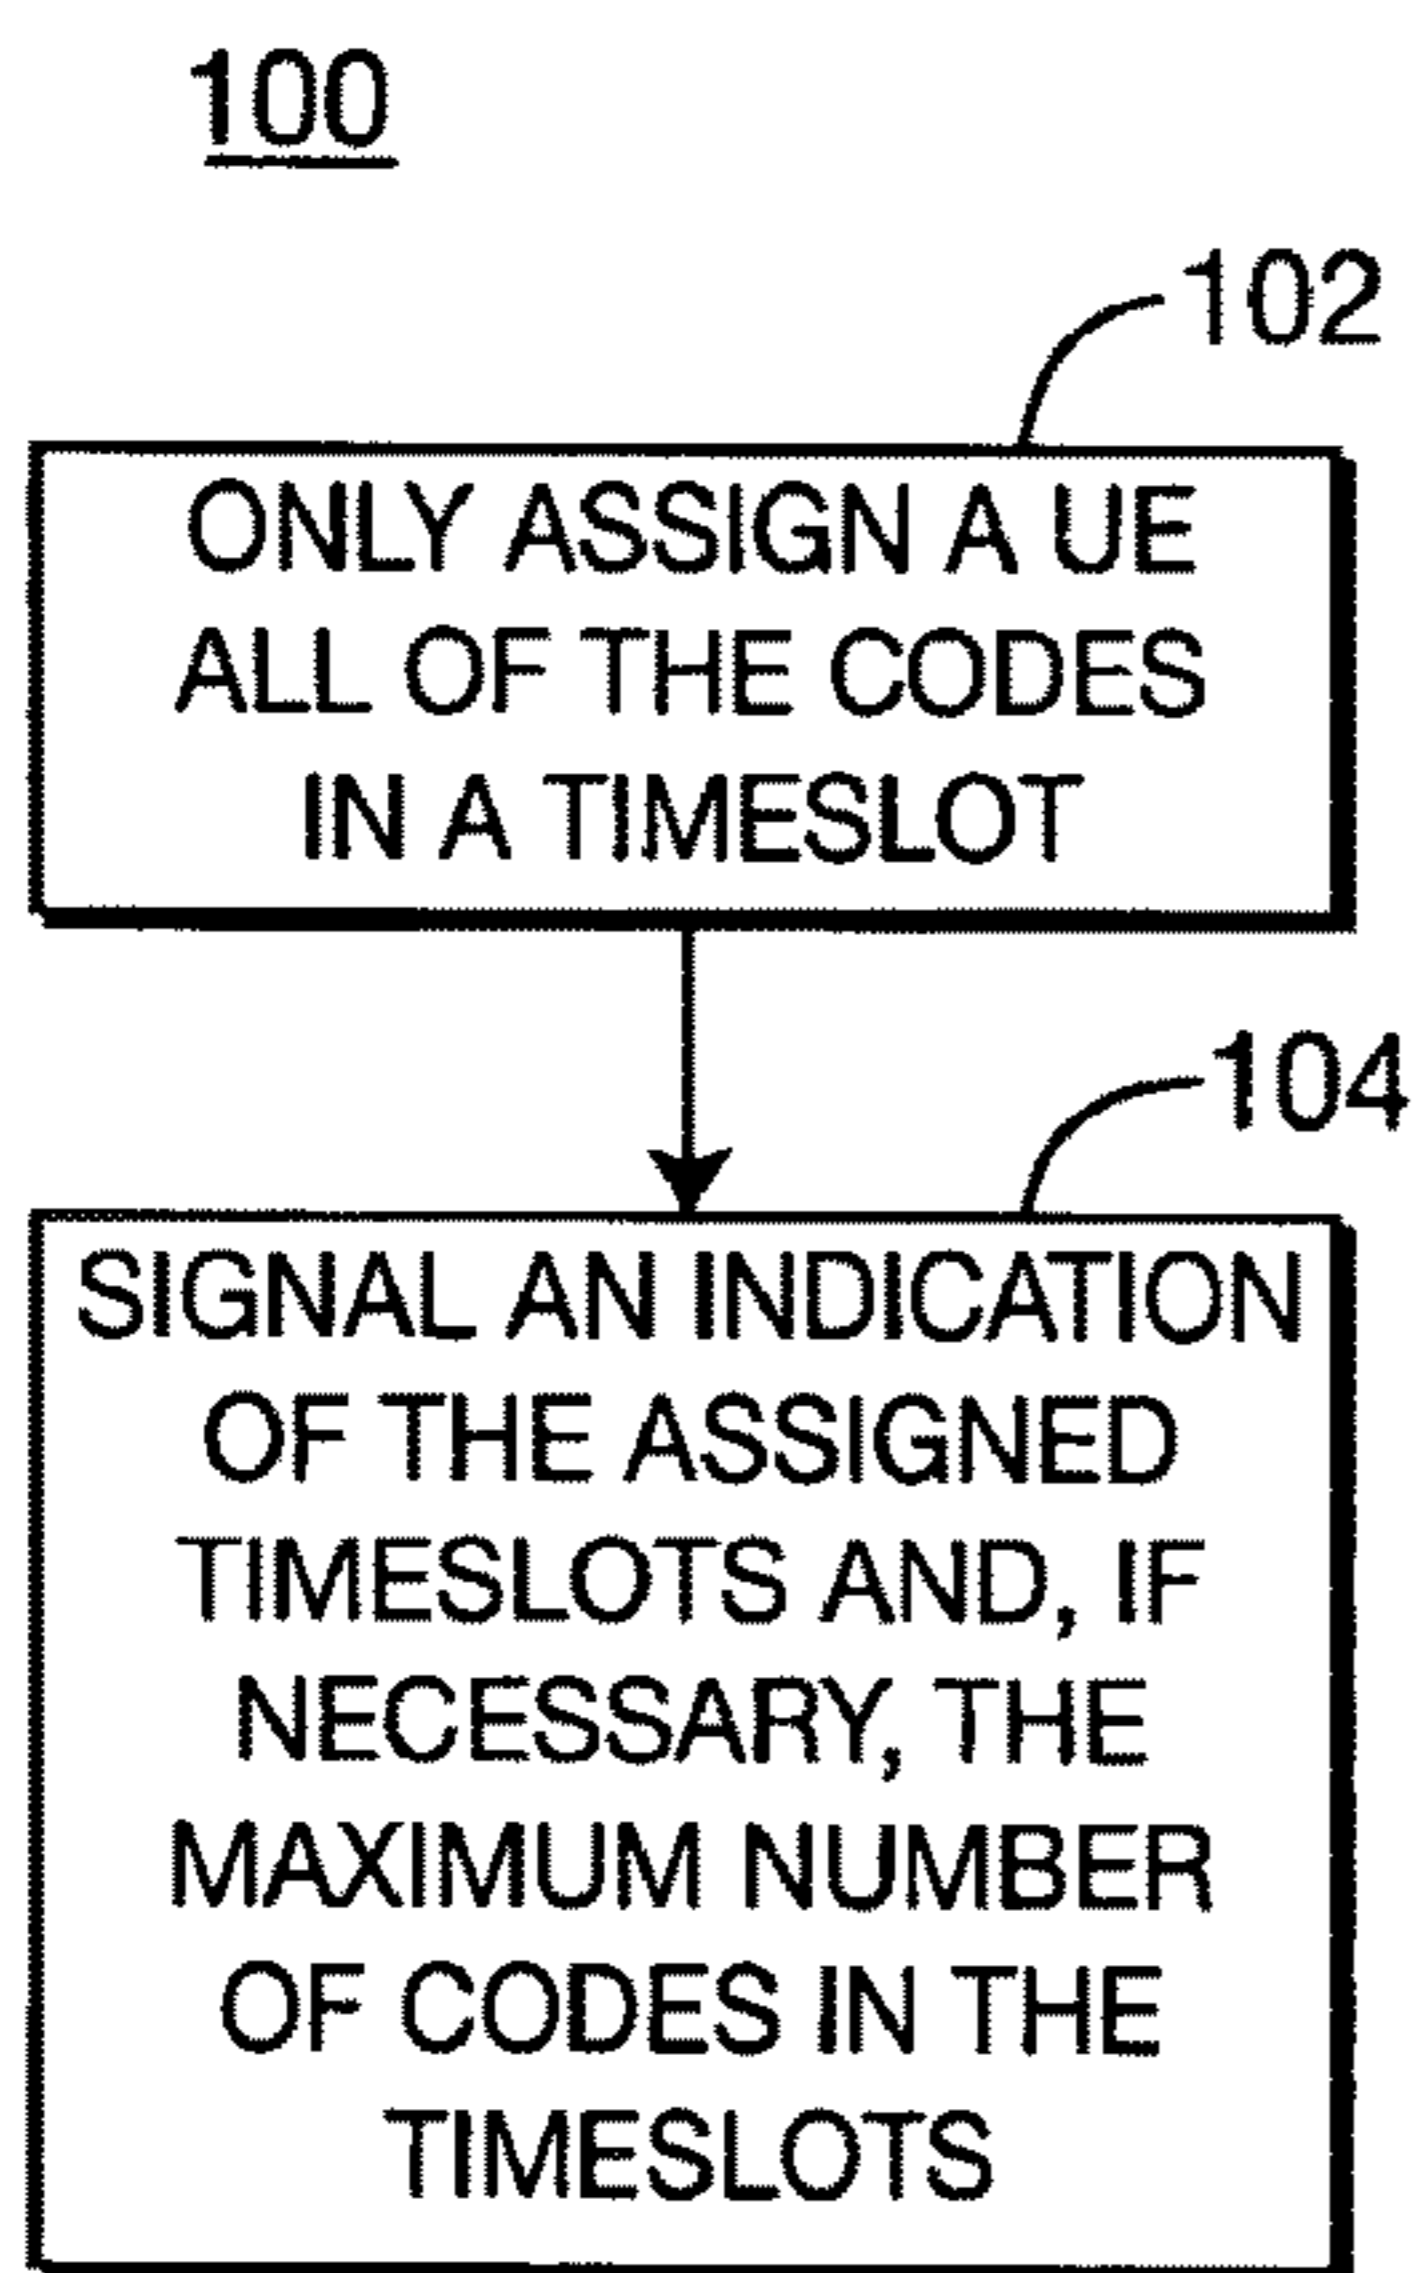 100
102
ONLY ASSIGN A UE
ALL OF THE CODES
IN A TIMESLOT
104
SIGNAL AN INDICATION
OF THE ASSIGNED
TIMESLOTS AND, IF
NECESSARY, THE
MAXIMUM NUMBER
OF CODES IN THE
TIMESLOTS